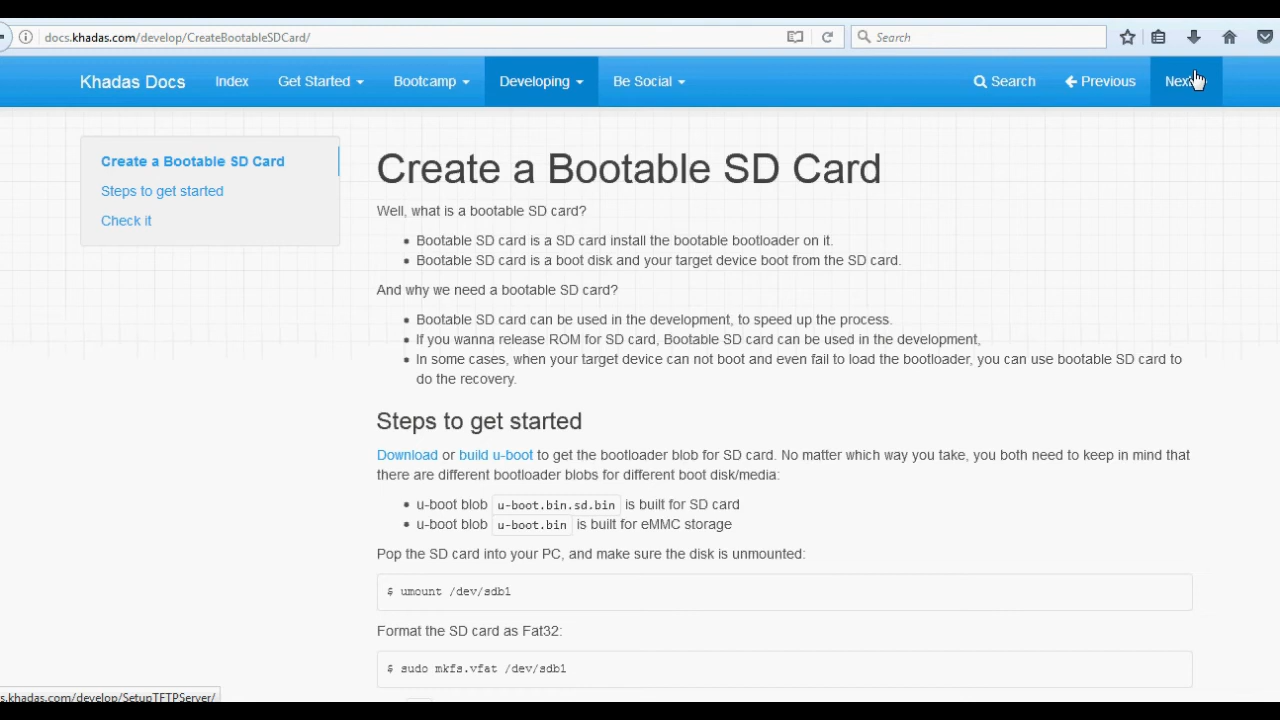 docs.khadas.com/develop/CreateBootableSDCard/
Search
Khadas Docs Index Get Started Bootcamp Developing Be Social Search Previous
Create a Bootable SD Card
Steps to get started
Check it
Create a Bootable SD Card
Well, what is a bootable SD card?
Bootable SD card is a SD card install the bootable bootloader on it.
Bootable SD card is a boot disk and your target device boot from the SD card.
And why we need a bootable SD card?
Bootable SD card can be used in the development, to speed up the process.
If you wanna release ROM for SD card, Bootable SD card can be used in the development,
In some cases, when your target device can not boot and even fail to load the bootloader, you can use bootable SD card to
do the recovery.
Steps to get started
Download or build u-boot to get the bootloader blob for SD card. No matter which way you take, you both need to keep in mind that
there are different bootloader blobs for different boot disk/media:
u-boot blob u-boot.bin.sd.bin is built for SD card
u-boot blob u-boot.bin is built for eMMC storage
Pop the SD card into your PC, and make sure the disk is unmounted:
$ umount /dev/sdb1
Format the SD card as Fat32:
$ sudo mkfs.vfat /dev/sdb1
s.khadas.com/develop/SetupTFTPServer/